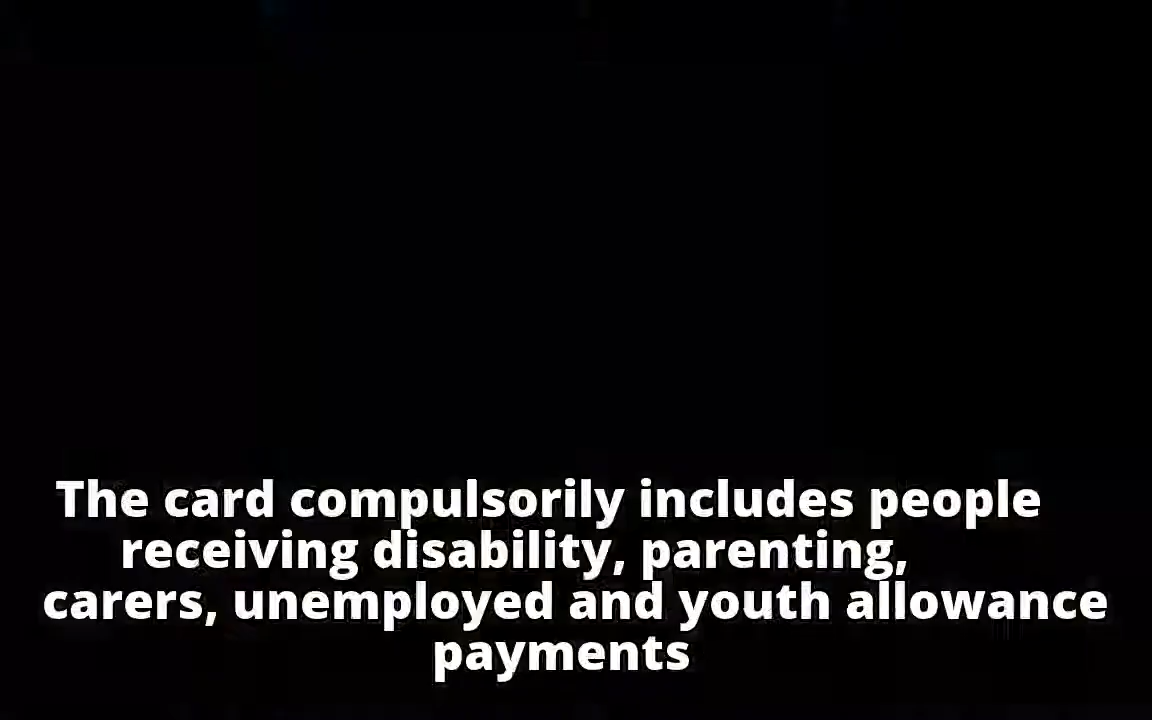 The card compulsorily includes people
receiving disability, parenting,
carers, unemployed and youth allowance
payments